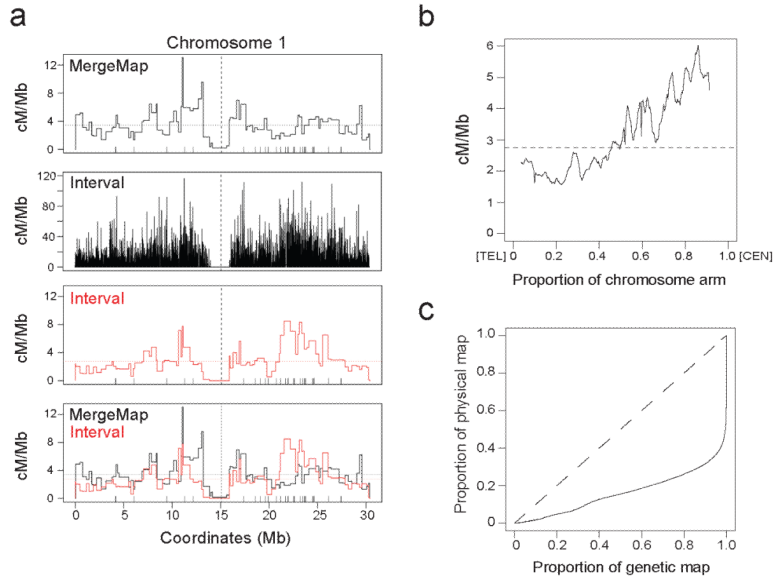 a
Chromosome 1
MergeMap
cM/Mb
12
8
4
0
Interval
cM/Mb
120
80
40
0
Interval
cM/Mb
12
8
4
0
MergeMap
Interval
cM/Mb
12
8
4
0
0 5 10 15 20 25 30
Coordinates (Mb)
b
cM/Mb
6
5
4
3
2
1
0
[TEL] 0 0.2 0.4 0.6 0.8 1.0 [CEN]
Proportion of chromosome arm
c
Proportion of physical map
1.0
0.8
0.6
0.4
0.2
0
0 0.2 0.4 0.6 0.8 1.0
Proportion of genetic map